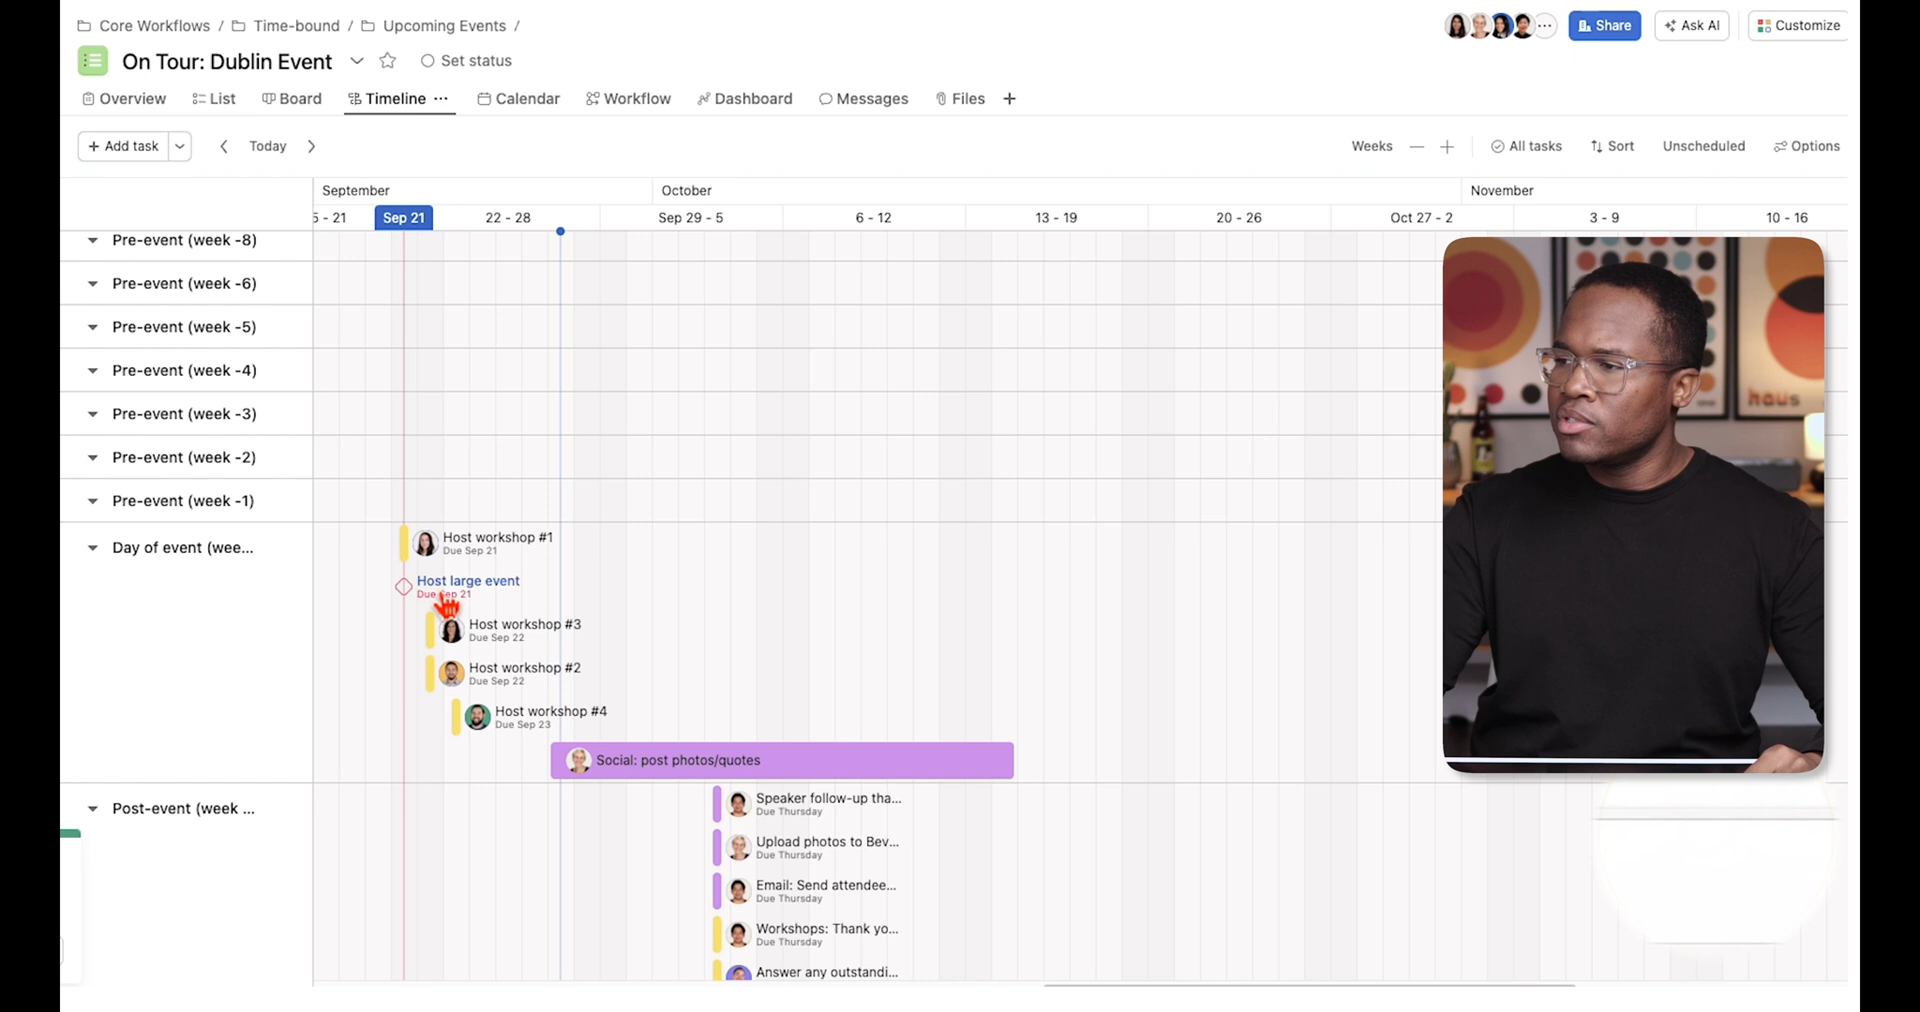 Core Workflows / Time-bound / Upcoming Events /
Share
Ask AI
Customize
On Tour: Dublin Event
Set status
Overview
List
Board
Timeline
Calendar
Workflow
Dashboard
Messages
Files
+ Add task
Today
Weeks
All tasks
Sort
Unscheduled
Options
September
October
November
5 - 21
Sep 21
22 - 28
Sep 29 - 5
6 - 12
13 - 19
20 - 26
Oct 27 - 2
3 - 9
10 - 16
Pre-event (week -8)
Pre-event (week -6)
Pre-event (week -5)
Pre-event (week -4)
Pre-event (week -3)
Pre-event (week -2)
Pre-event (week -1)
haus
Day of event (wee...
Host workshop #1
Due Sep 21
Host large event
Due Sep 21
Host workshop #3
Due Sep 22
Host workshop #2
Due Sep 22
Host workshop #4
Due Sep 23
Social: post photos/quotes
Post-event (week ...
Speaker follow-up tha...
Due Thursday
Upload photos to Bev...
Due Thursday
Email: Send attendee...
Due Thursday
Workshops: Thank yo...
Due Thursday
Answer any outstandi...